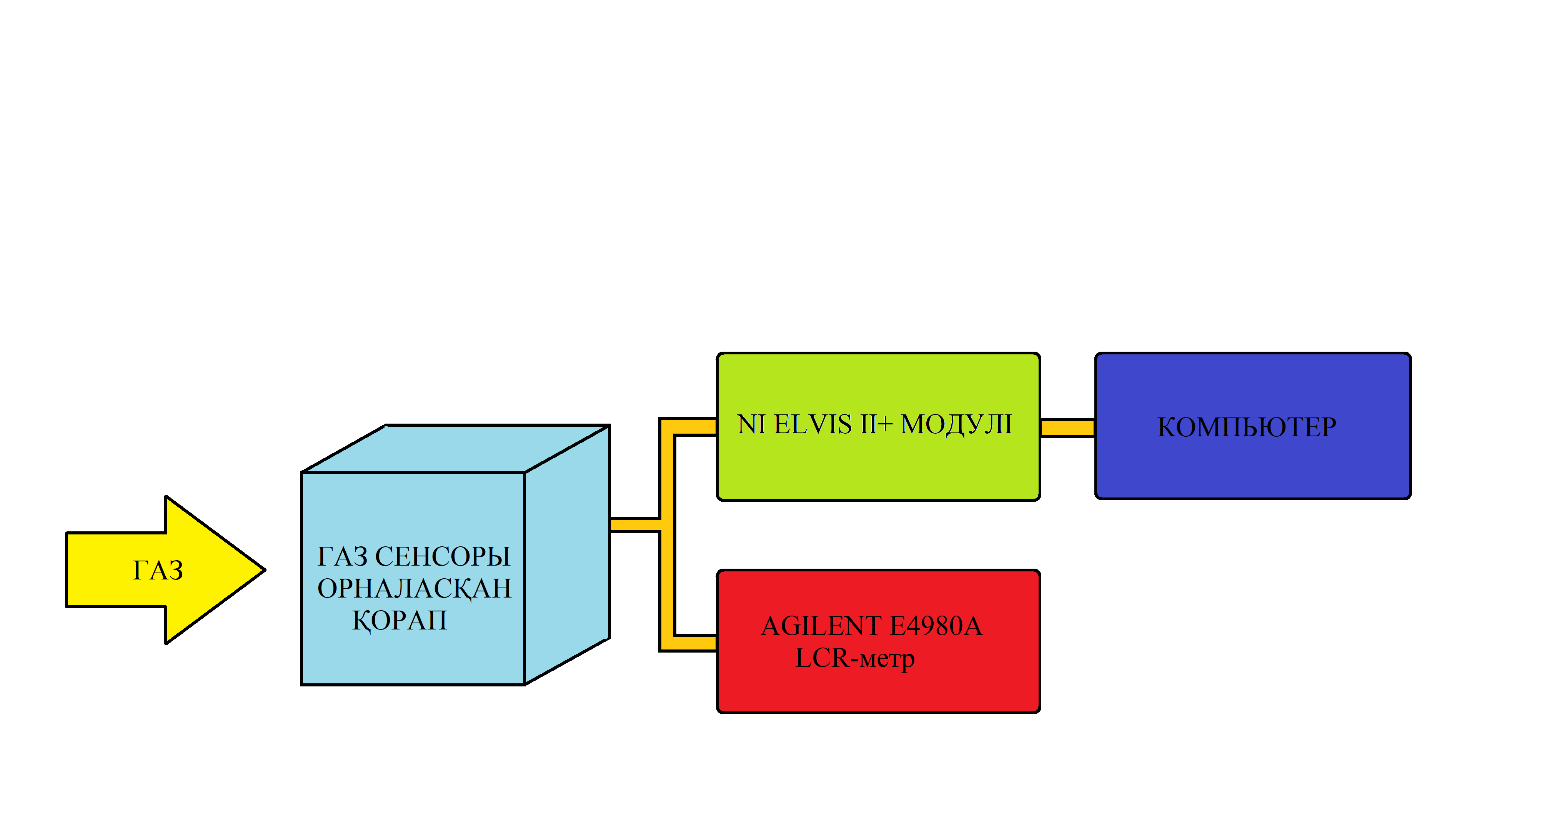 ГАЗ
ГАЗ СЕНСОРЫ
ОРНАЛАСҚАН
ҚОРАП
NI ELVIS II+ МОДУЛІ
КОМПЬЮТЕР
AGILENT E4980A
LCR-метр